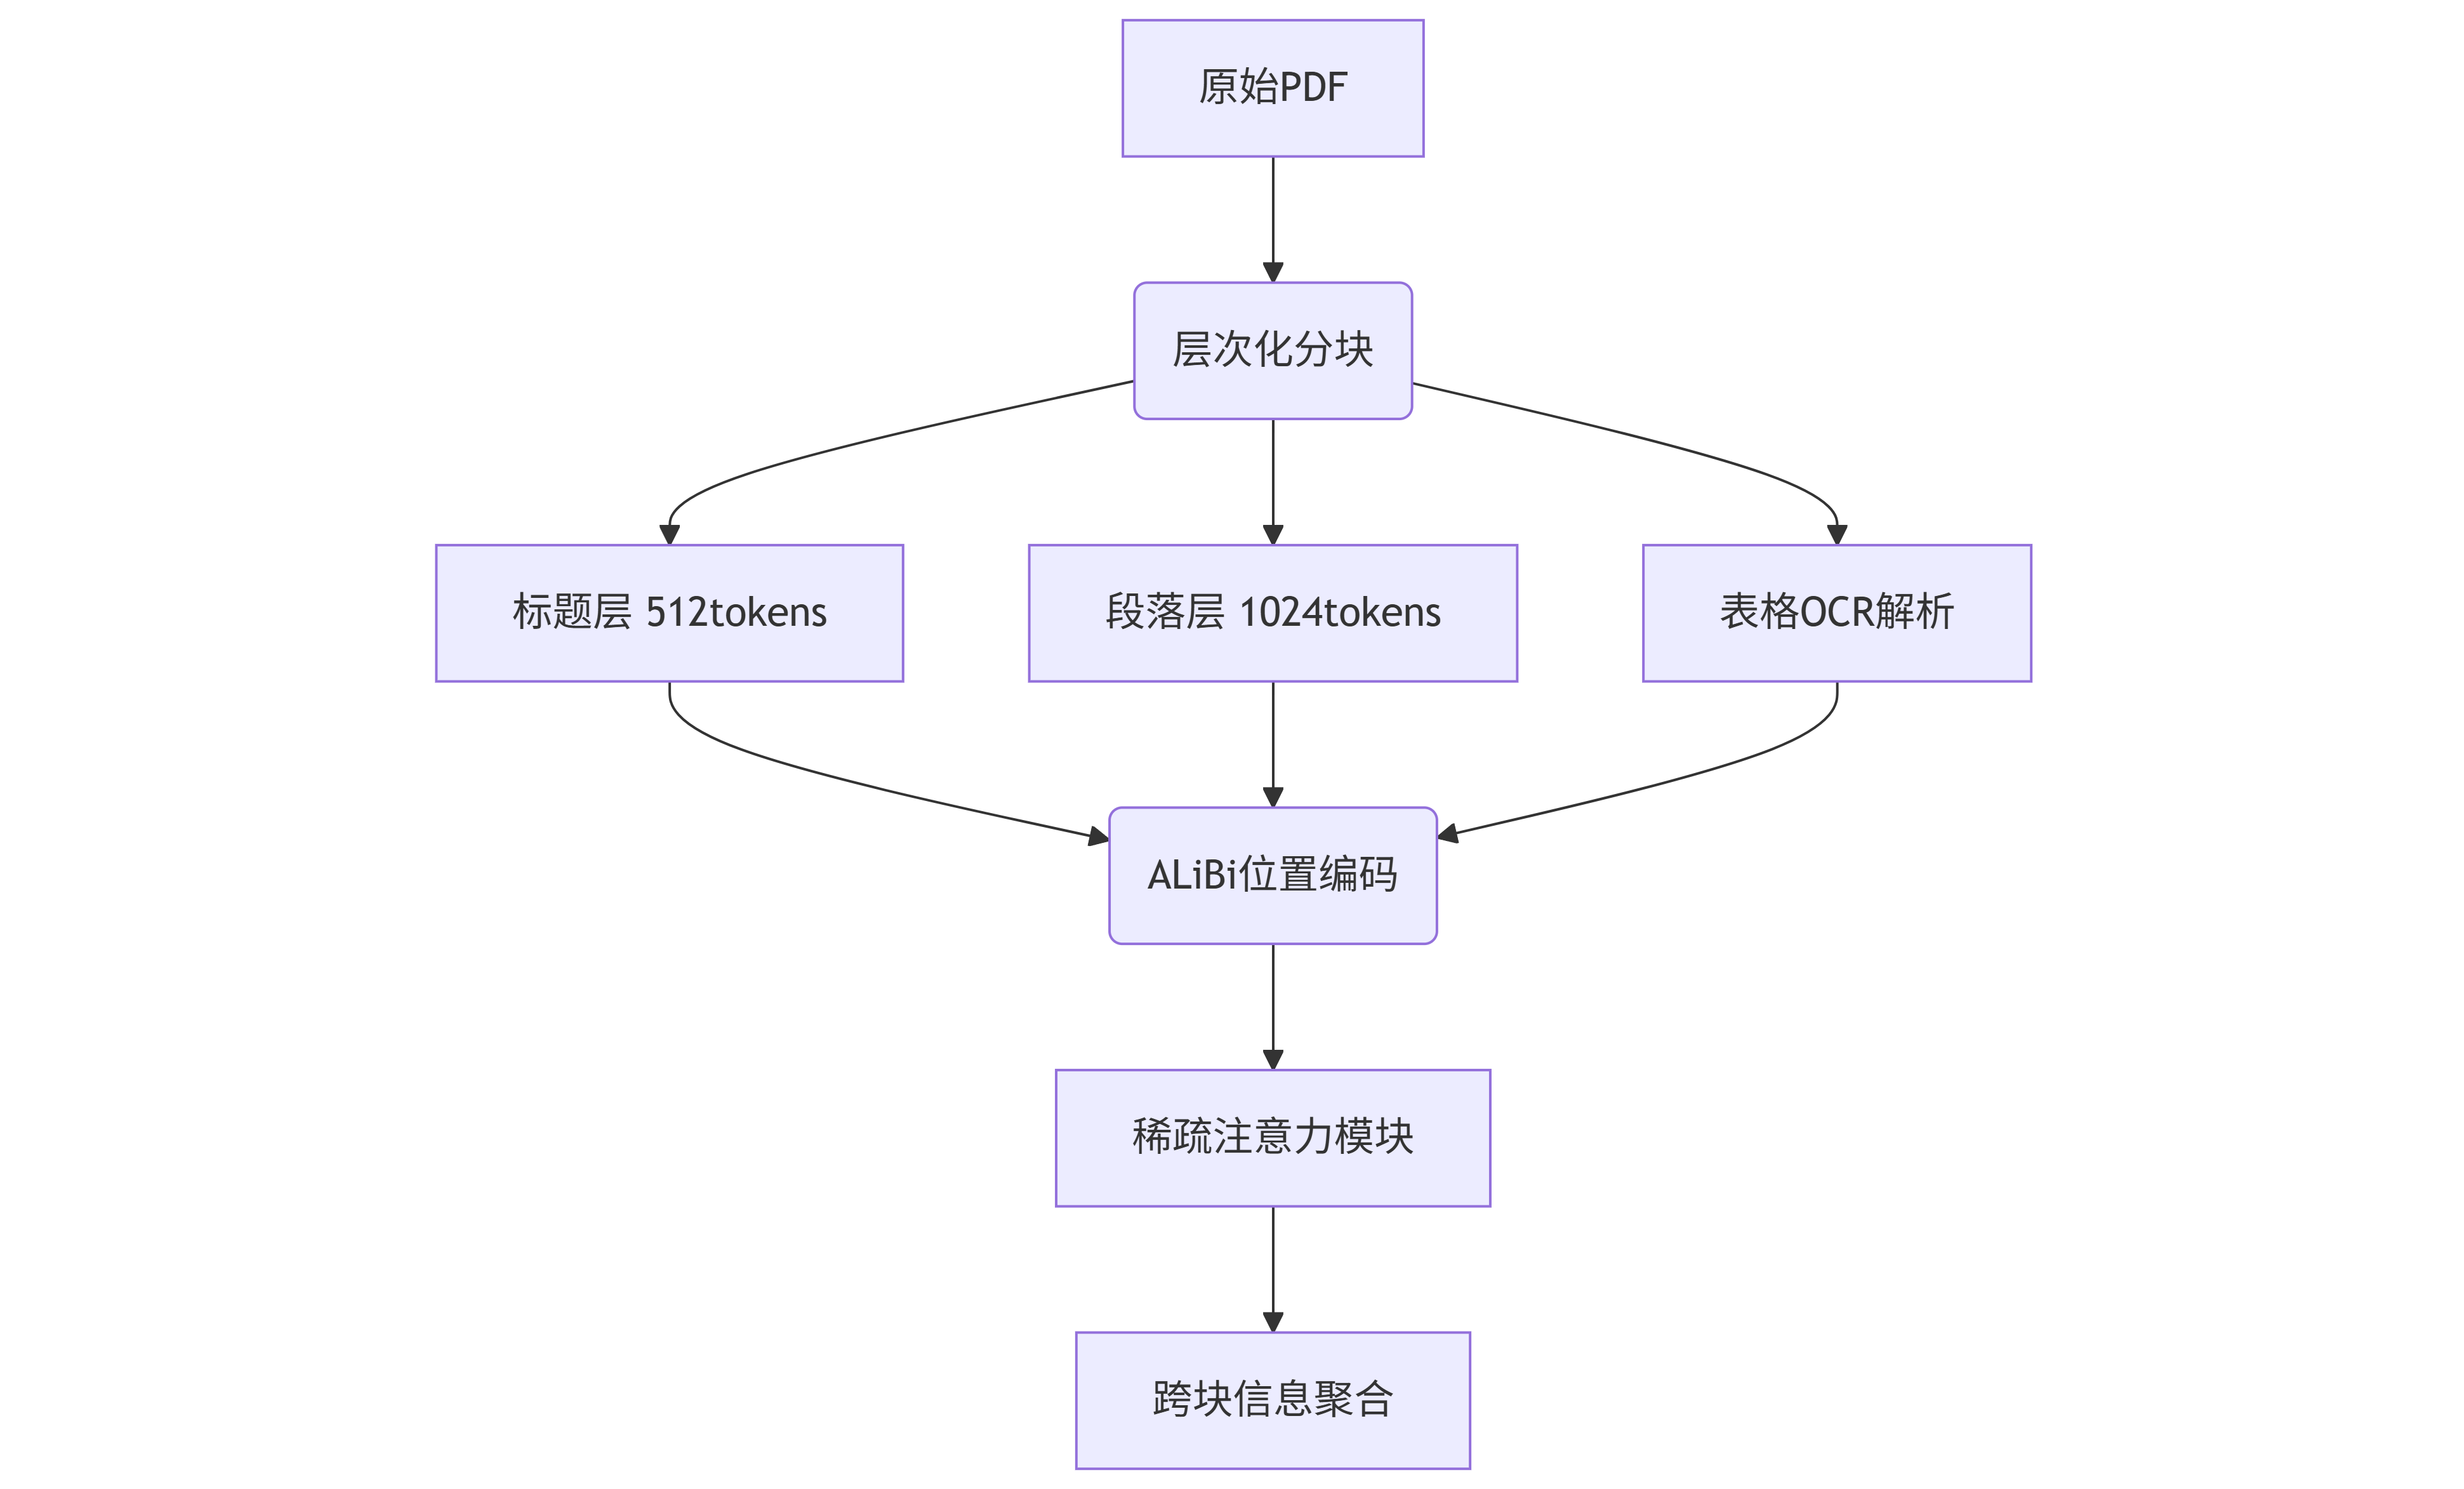 原始PDF
层次化分块
标题层 512tokens
段落层 1024tokens
表格OCR解析
ALiBi位置编码
稀疏注意力模块
跨块信息聚合